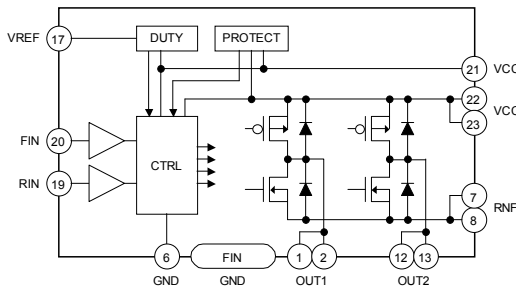 VREF 17 DUTY PROTECT
21 VCC
22 VCC
23
FIN 20
CTRL
RIN 19
7 RNF
8
6 FIN 1 2 12 13
GND GND OUT1 OUT2